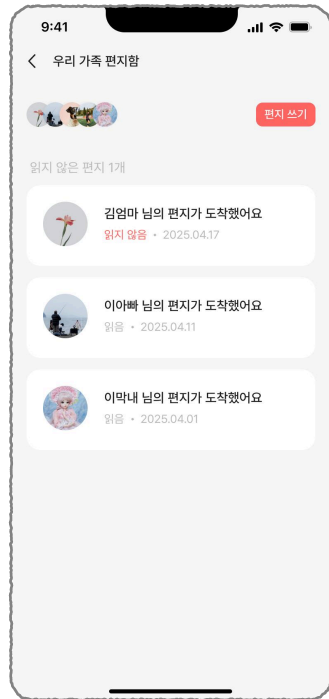 9:41
우리 가족 편지함
편지 쓰기
읽지 않은 편지 1개
김엄마 님의 편지가 도착했어요
읽지 않음 • 2025.04.17
이아빠 님의 편지가 도착했어요
읽음 • 2025.04.11
이막내 님의 편지가 도착했어요
읽음 • 2025.04.01